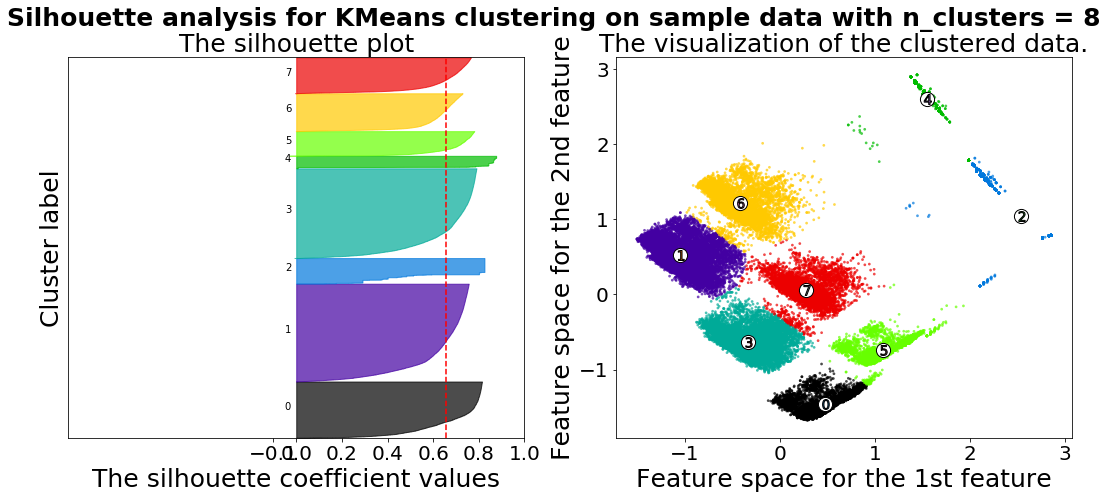 Silhouette analysis for KMeans clustering on sample data with n_clusters = 8
The silhouette plot
7
6
5
4
3
2
1
0
Cluster label
−0.1 0.0 0.2 0.4 0.6 0.8 1.0
The silhouette coefficient values
The visualization of the clustered data.
3
2
1
0
−1
Feature space for the 2nd feature
4
2
6
1
7
3
5
0
−1 0 1 2 3
Feature space for the 1st feature